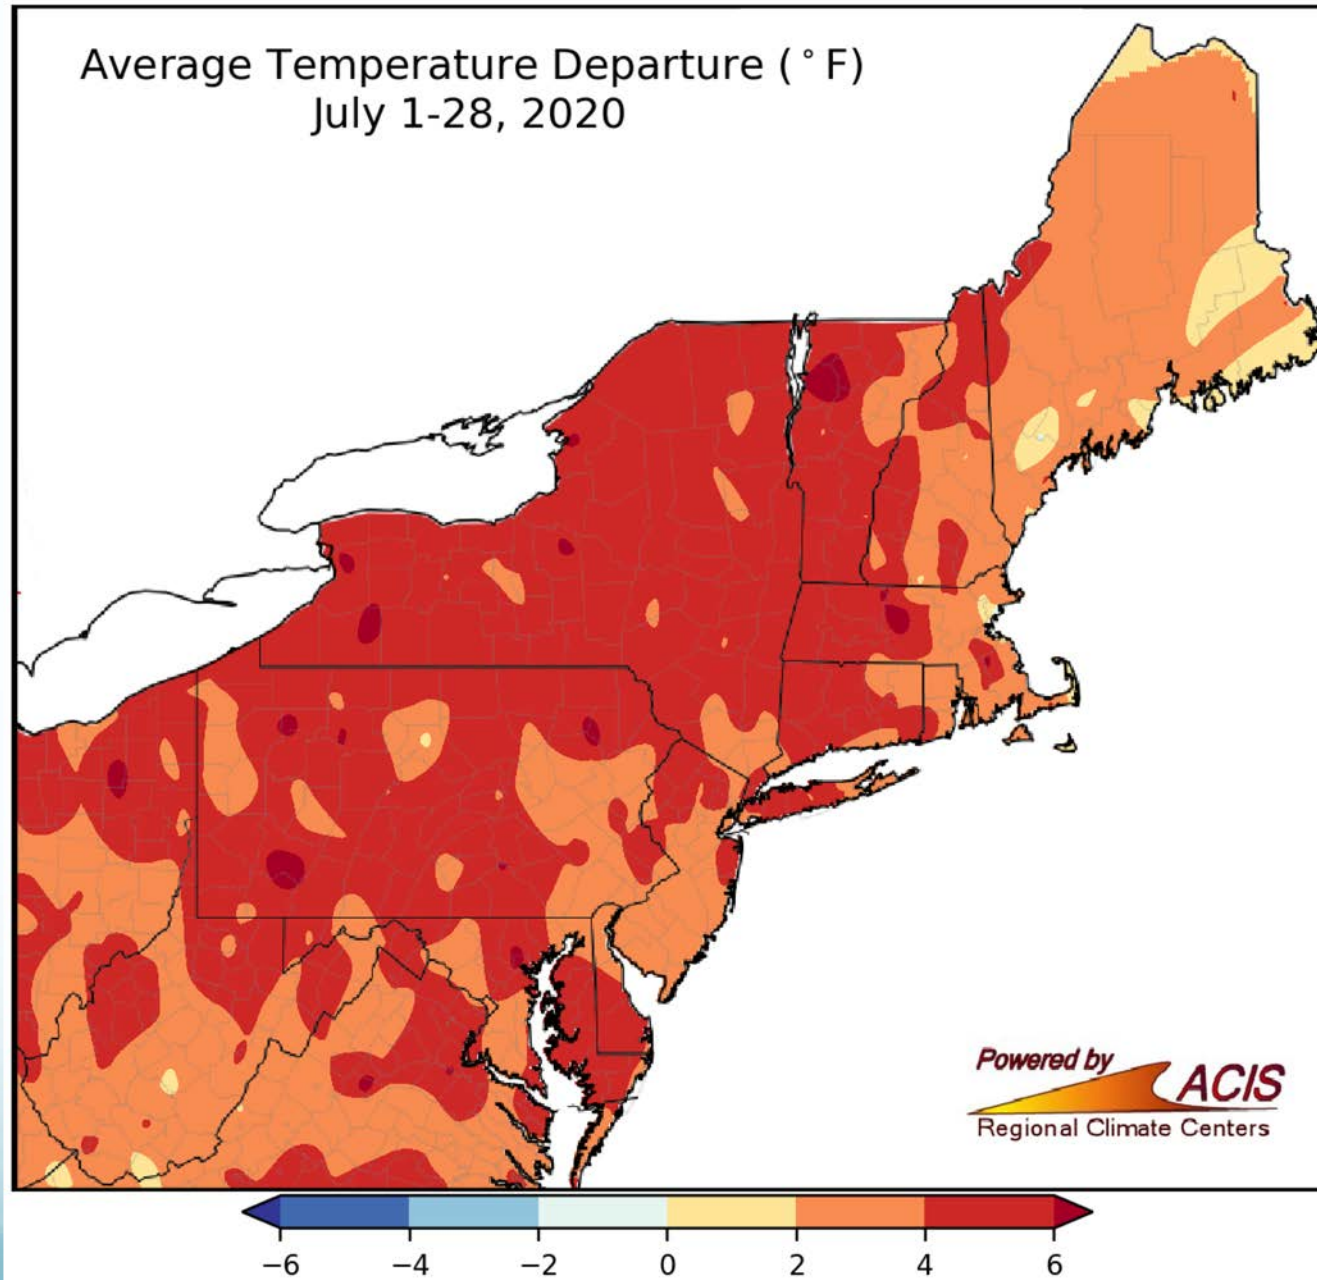 Average Temperature Departure (°F)
July 1-28, 2020
Powered by
ACIS
Regional Climate Centers
−6 −4 −2 0 2 4 6